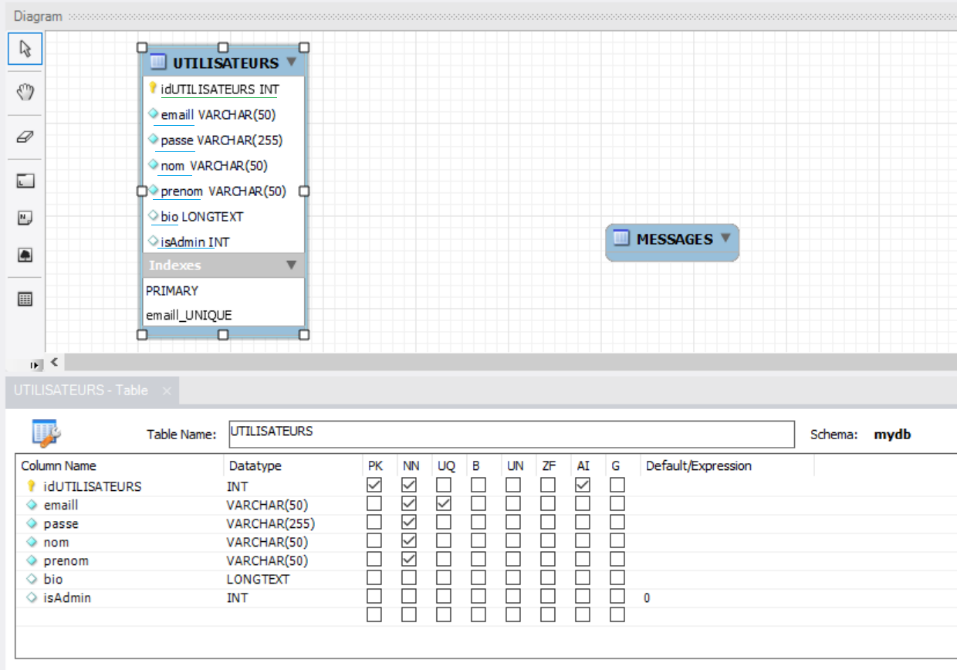 Diagram
UTILISATEURS
idUTILISATEURS INT
emaill VARCHAR(50)
passe VARCHAR(255)
nom VARCHAR(50)
prenom VARCHAR(50)
bio LONGTEXT
isAdmin INT
Indexes
PRIMARY
emaill_UNIQUE
MESSAGES
UTILISATEURS - Table
Table Name: UTILISATEURS Schema: mydb
Column Name Datatype PK NN UQ B UN ZF AI G Default/Expression
idUTILISATEURS INT
emaill VARCHAR(50)
passe VARCHAR(255)
nom VARCHAR(50)
prenom VARCHAR(50)
bio LONGTEXT
isAdmin INT 0